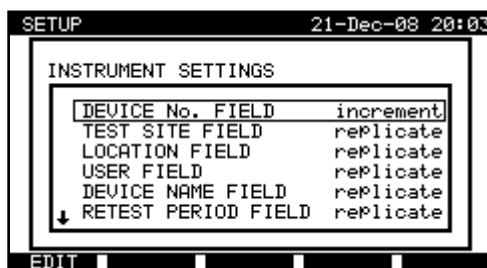 SETUP 21-Dec-08 20:03
INSTRUMENT SETTINGS
DEVICE No. FIELD increment
TEST SITE FIELD replicate
LOCATION FIELD replicate
USER FIELD replicate
DEVICE NAME FIELD replicate
RETEST PERIOD FIELD replicate
EDIT